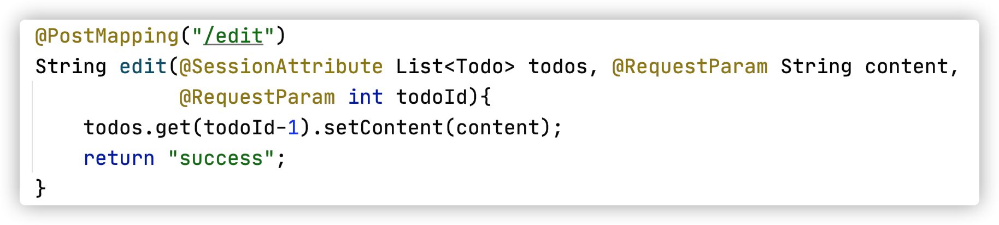 @PostMapping("/edit")
String edit(@SessionAttribute List<Todo> todos, @RequestParam String content,
            @RequestParam int todoId){
    todos.get(todoId-1).setContent(content);
    return "success";
}